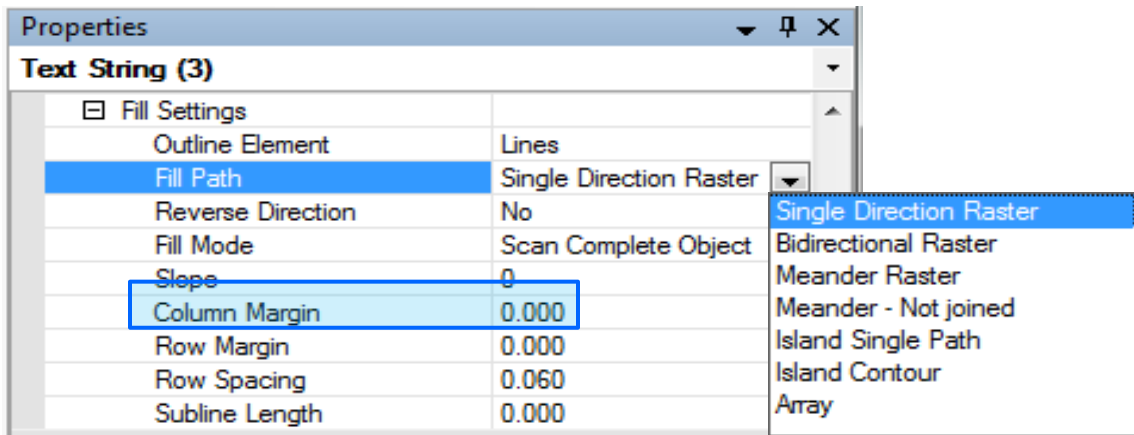 Properties
Text String (3)
Fill Settings
Outline Element Lines
Fill Path Single Direction Raster
Reverse Direction No
Fill Mode Scan Complete Object
Slope 0
Column Margin 0.000
Row Margin 0.000
Row Spacing 0.060
Subline Length 0.000
Single Direction Raster
Bidirectional Raster
Meander Raster
Meander - Not joined
Island Single Path
Island Contour
Array